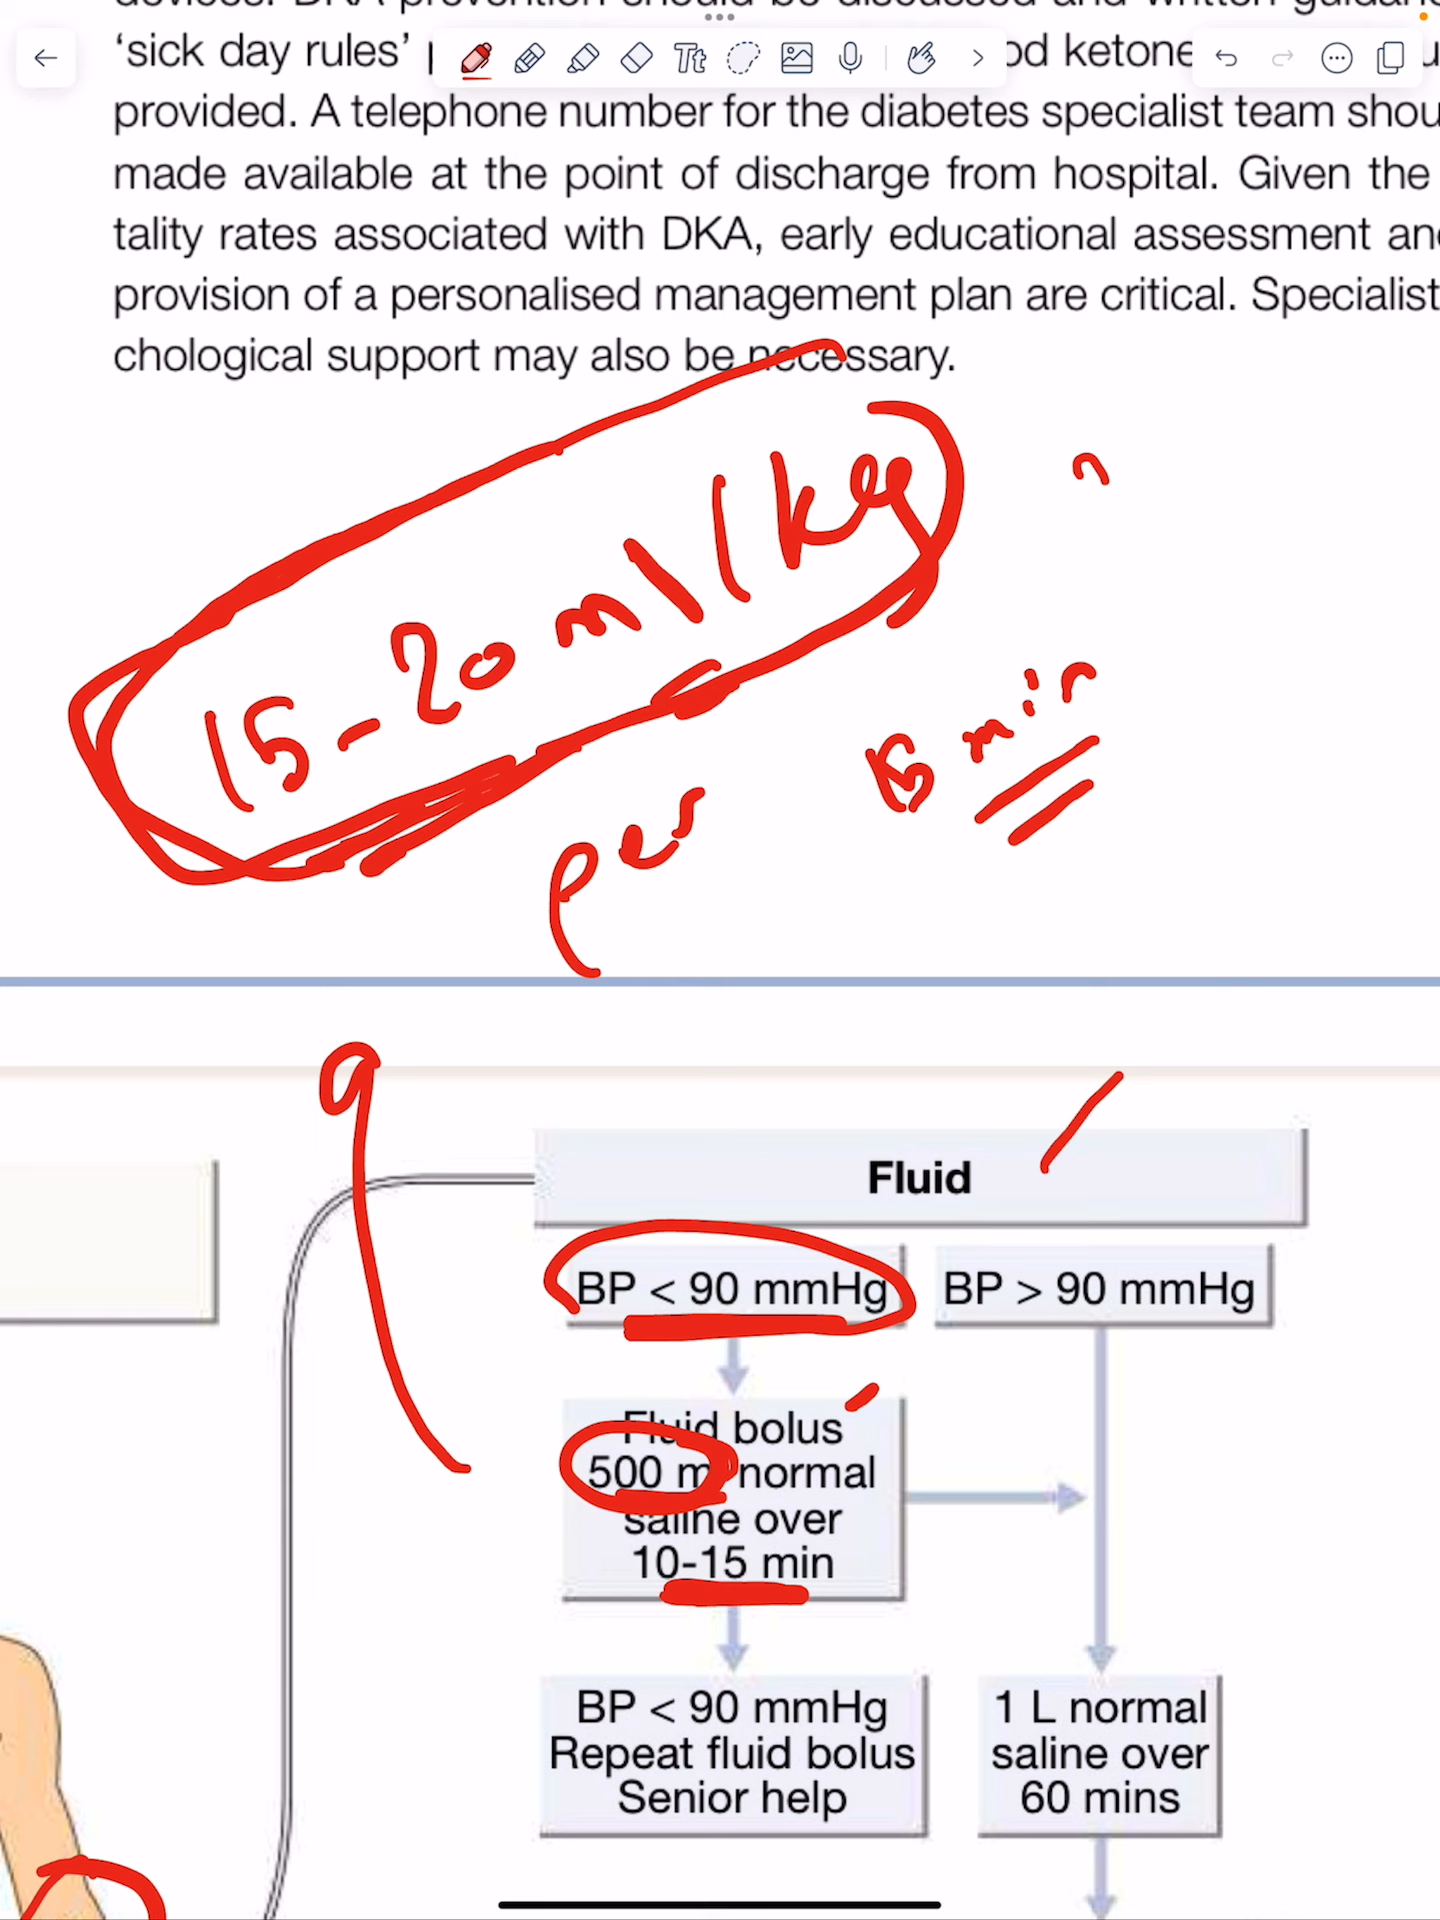 ‘sick day rules’
od ketone
provided. A telephone number for the diabetes specialist team shou
made available at the point of discharge from hospital. Given the
tality rates associated with DKA, early educational assessment and
provision of a personalised management plan are critical. Specialist
chological support may also be necessary.
15-20 ml/kg
per
15 min
Fluid
BP < 90 mmHg
BP > 90 mmHg
Fluid bolus
500 ml normal
saline over
10-15 min
BP < 90 mmHg
Repeat fluid bolus
Senior help
1 L normal
saline over
60 mins